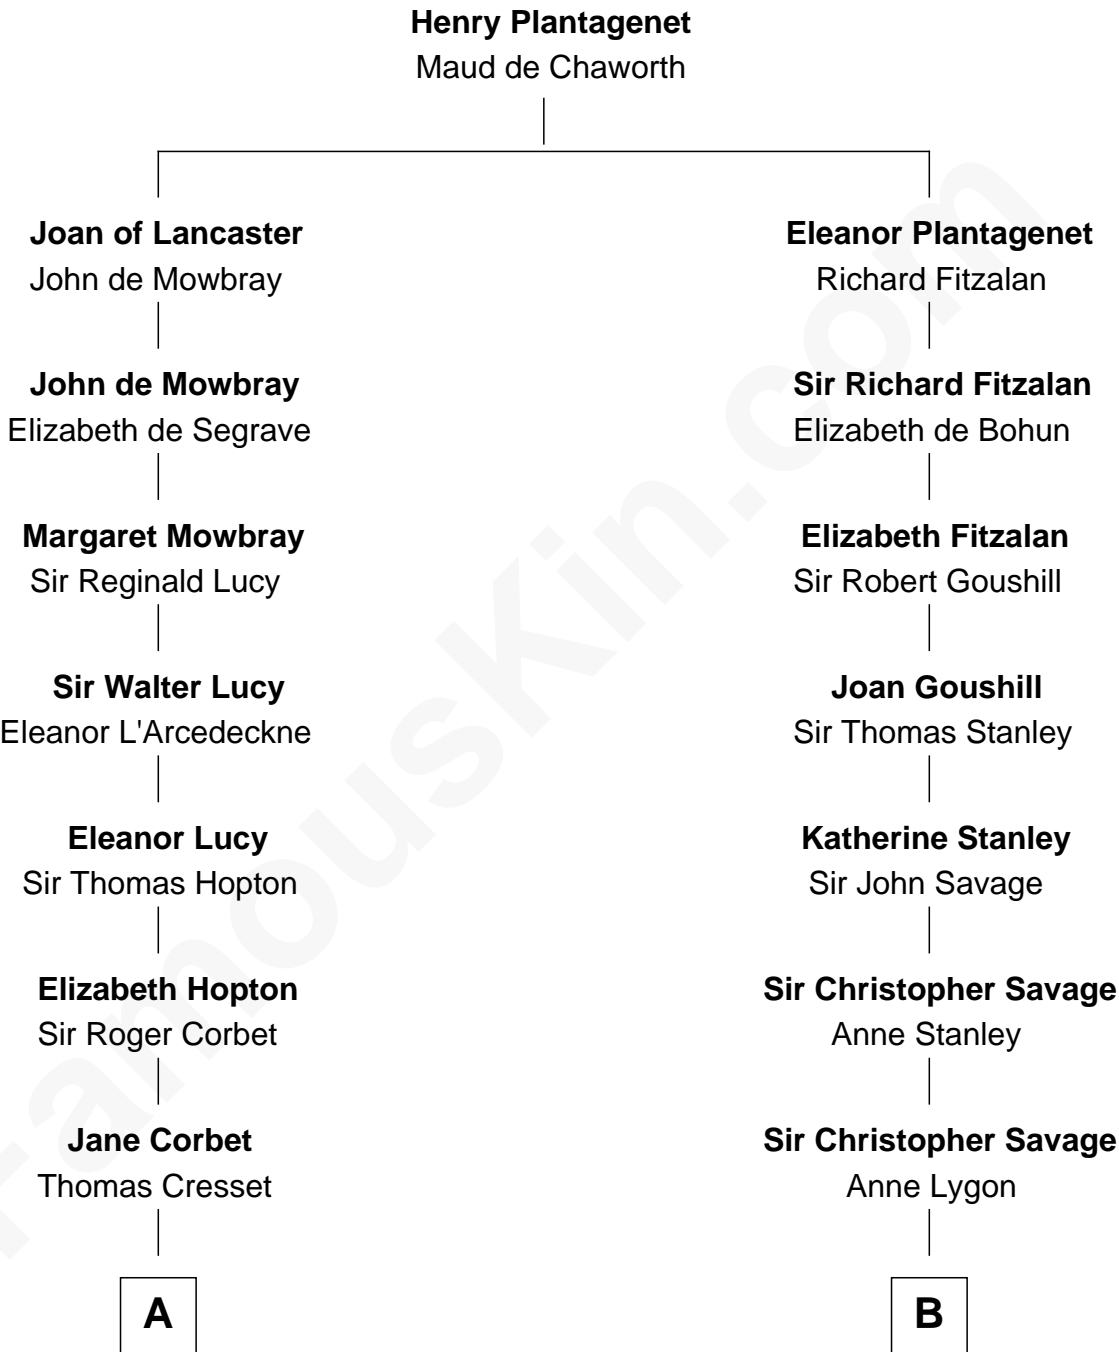 Henry Plantagenet
Maud de Chaworth
Joan of Lancaster
John de Mowbray
John de Mowbray
Elizabeth de Segrave
Margaret Mowbray
Sir Reginald Lucy
Sir Walter Lucy
Eleanor L'Arcedeckne
Eleanor Lucy
Sir Thomas Hopton
Elizabeth Hopton
Sir Roger Corbet
Jane Corbet
Thomas Cresset
A
Eleanor Plantagenet
Richard Fitzalan
Sir Richard Fitzalan
Elizabeth de Bohun
Elizabeth Fitzalan
Sir Robert Goushill
Joan Goushill
Sir Thomas Stanley
Katherine Stanley
Sir John Savage
Sir Christopher Savage
Anne Stanley
Sir Christopher Savage
Anne Lygon
B
FamousKin.com